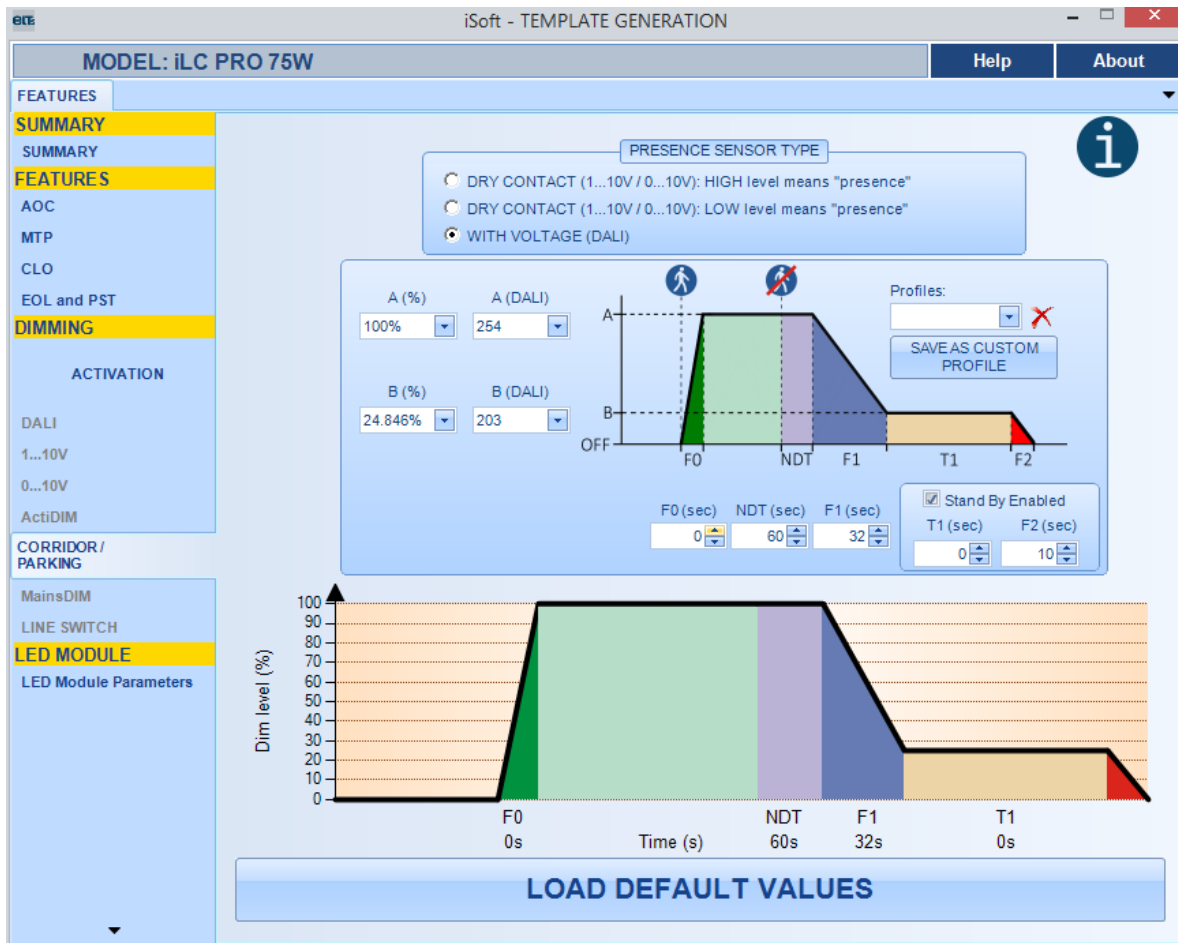 ELT
iSoft - TEMPLATE GENERATION
MODEL: iLC PRO 75W
Help
About
FEATURES
SUMMARY
SUMMARY
FEATURES
AOC
MTP
CLO
EOL and PST
DIMMING
ACTIVATION
DALI
1...10V
0...10V
ActiDIM
CORRIDOR /
PARKING
MainsDIM
LINE SWITCH
LED MODULE
LED Module Parameters
i
PRESENCE SENSOR TYPE
DRY CONTACT (1...10V / 0...10V): HIGH level means "presence"
DRY CONTACT (1...10V / 0...10V): LOW level means "presence"
WITH VOLTAGE (DALI)
A (%) A (DALI)
100% 254
B (%) B (DALI)
24.846% 203
A
B
OFF
F0 NDT F1 T1 F2
Profiles:
SAVE AS CUSTOM
PROFILE
F0 (sec) NDT (sec) F1 (sec)
0 60 32
Stand By Enabled
T1 (sec) F2 (sec)
0 10
Dim level (%)
100
90
80
70
60
50
40
30
20
10
0
F0 NDT F1 T1
0s Time (s) 60s 32s 0s
LOAD DEFAULT VALUES